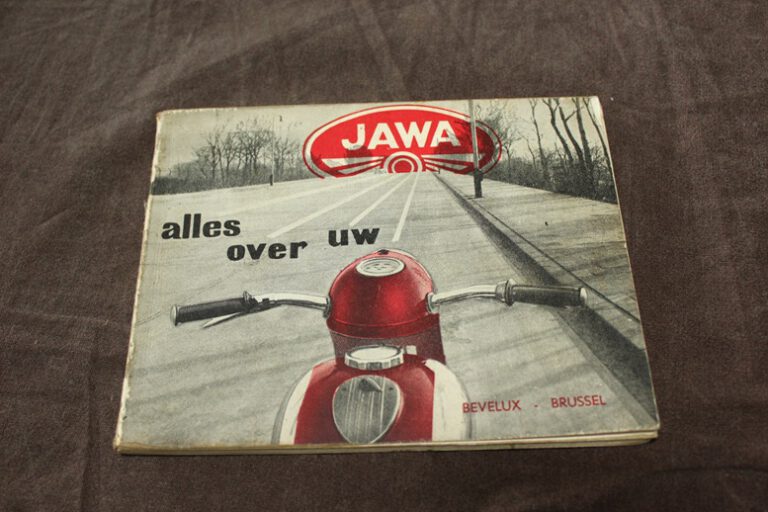 JAWA
alles
over uw
BEVELUX - BRUSSEL